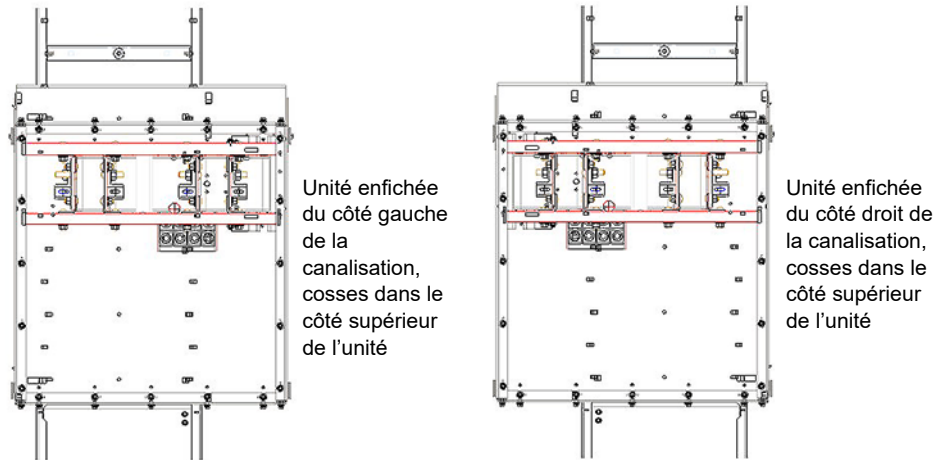 Unité enfichée
du côté gauche
de la
canalisation,
cosses dans le
côté supérieur
de l’unité
Unité enfichée
du côté droit de
la canalisation,
cosses dans le
côté supérieur
de l’unité